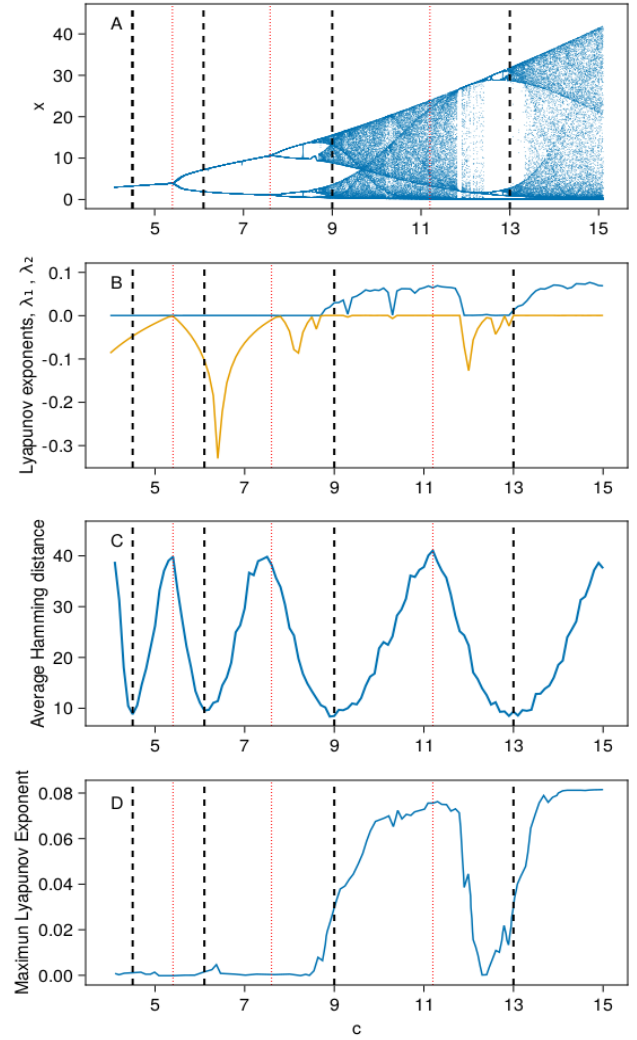 A
40
30
20
10
0
x
5 7 9 11 13 15
B
0.1
0.0
-0.1
-0.2
-0.3
Lyapunov exponents, λ₁ , λ₂
5 7 9 11 13 15
C
40
30
20
10
Average Hamming distance
5 7 9 11 13 15
D
0.08
0.06
0.04
0.02
0.00
Maximun Lyapunov Exponent
5 7 9 11 13 15
c